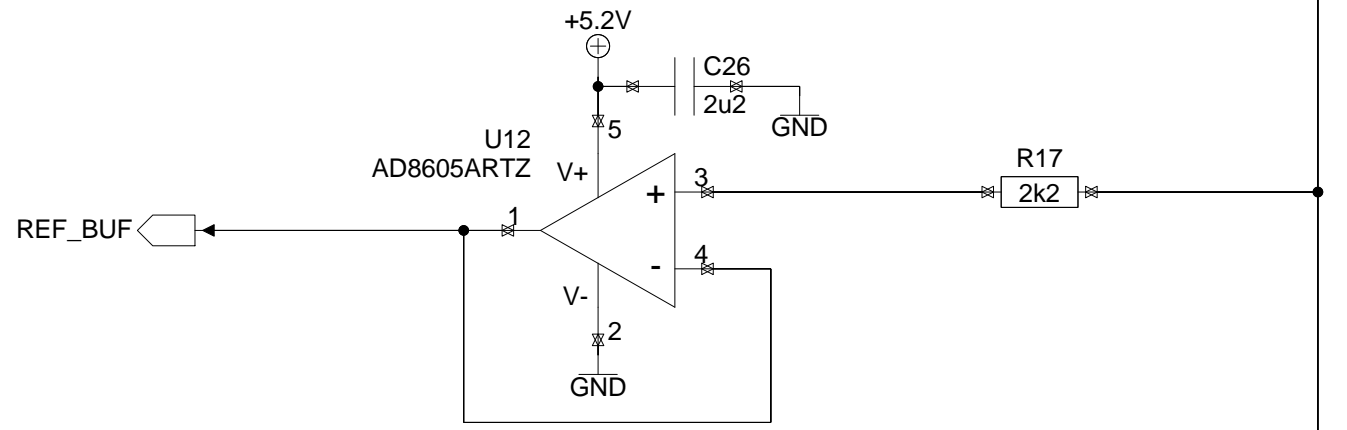 +5.2V
C26
2u2
GND
5
U12
AD8605ARTZ
V+
R17
2k2
3
+
REF_BUF
1
4
-
V-
2
GND